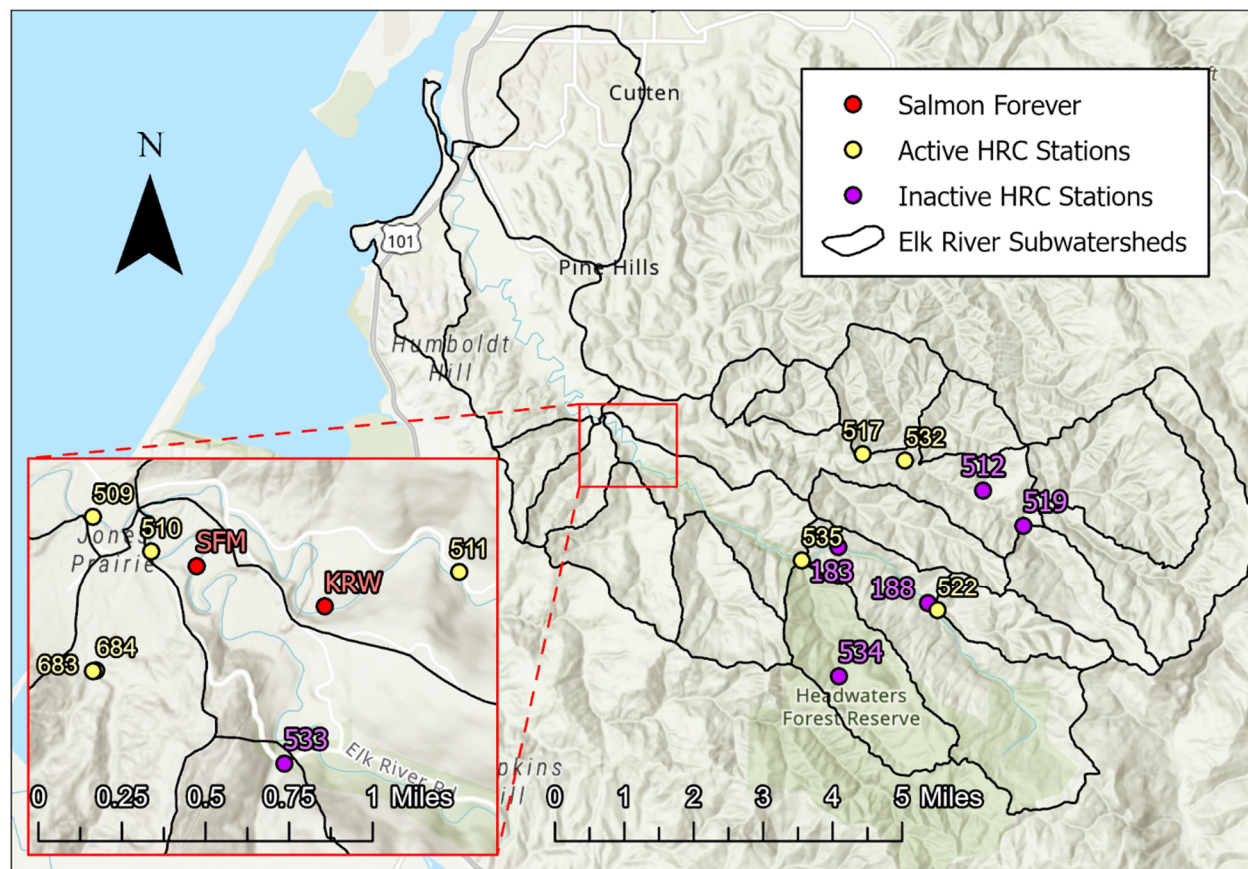 Cutten
N
101
Pine Hills
Humboldt
Hill
Salmon Forever
Active HRC Stations
Inactive HRC Stations
Elk River Subwatersheds
517
532
512
519
535
183
188
522
534
Headwaters
Forest Reserve
509
510
SFM
511
Prairie
KRW
683
684
533
Elk River Rd
0 0.25 0.5 0.75 1 Miles
0 1 2 3 4 5 Miles